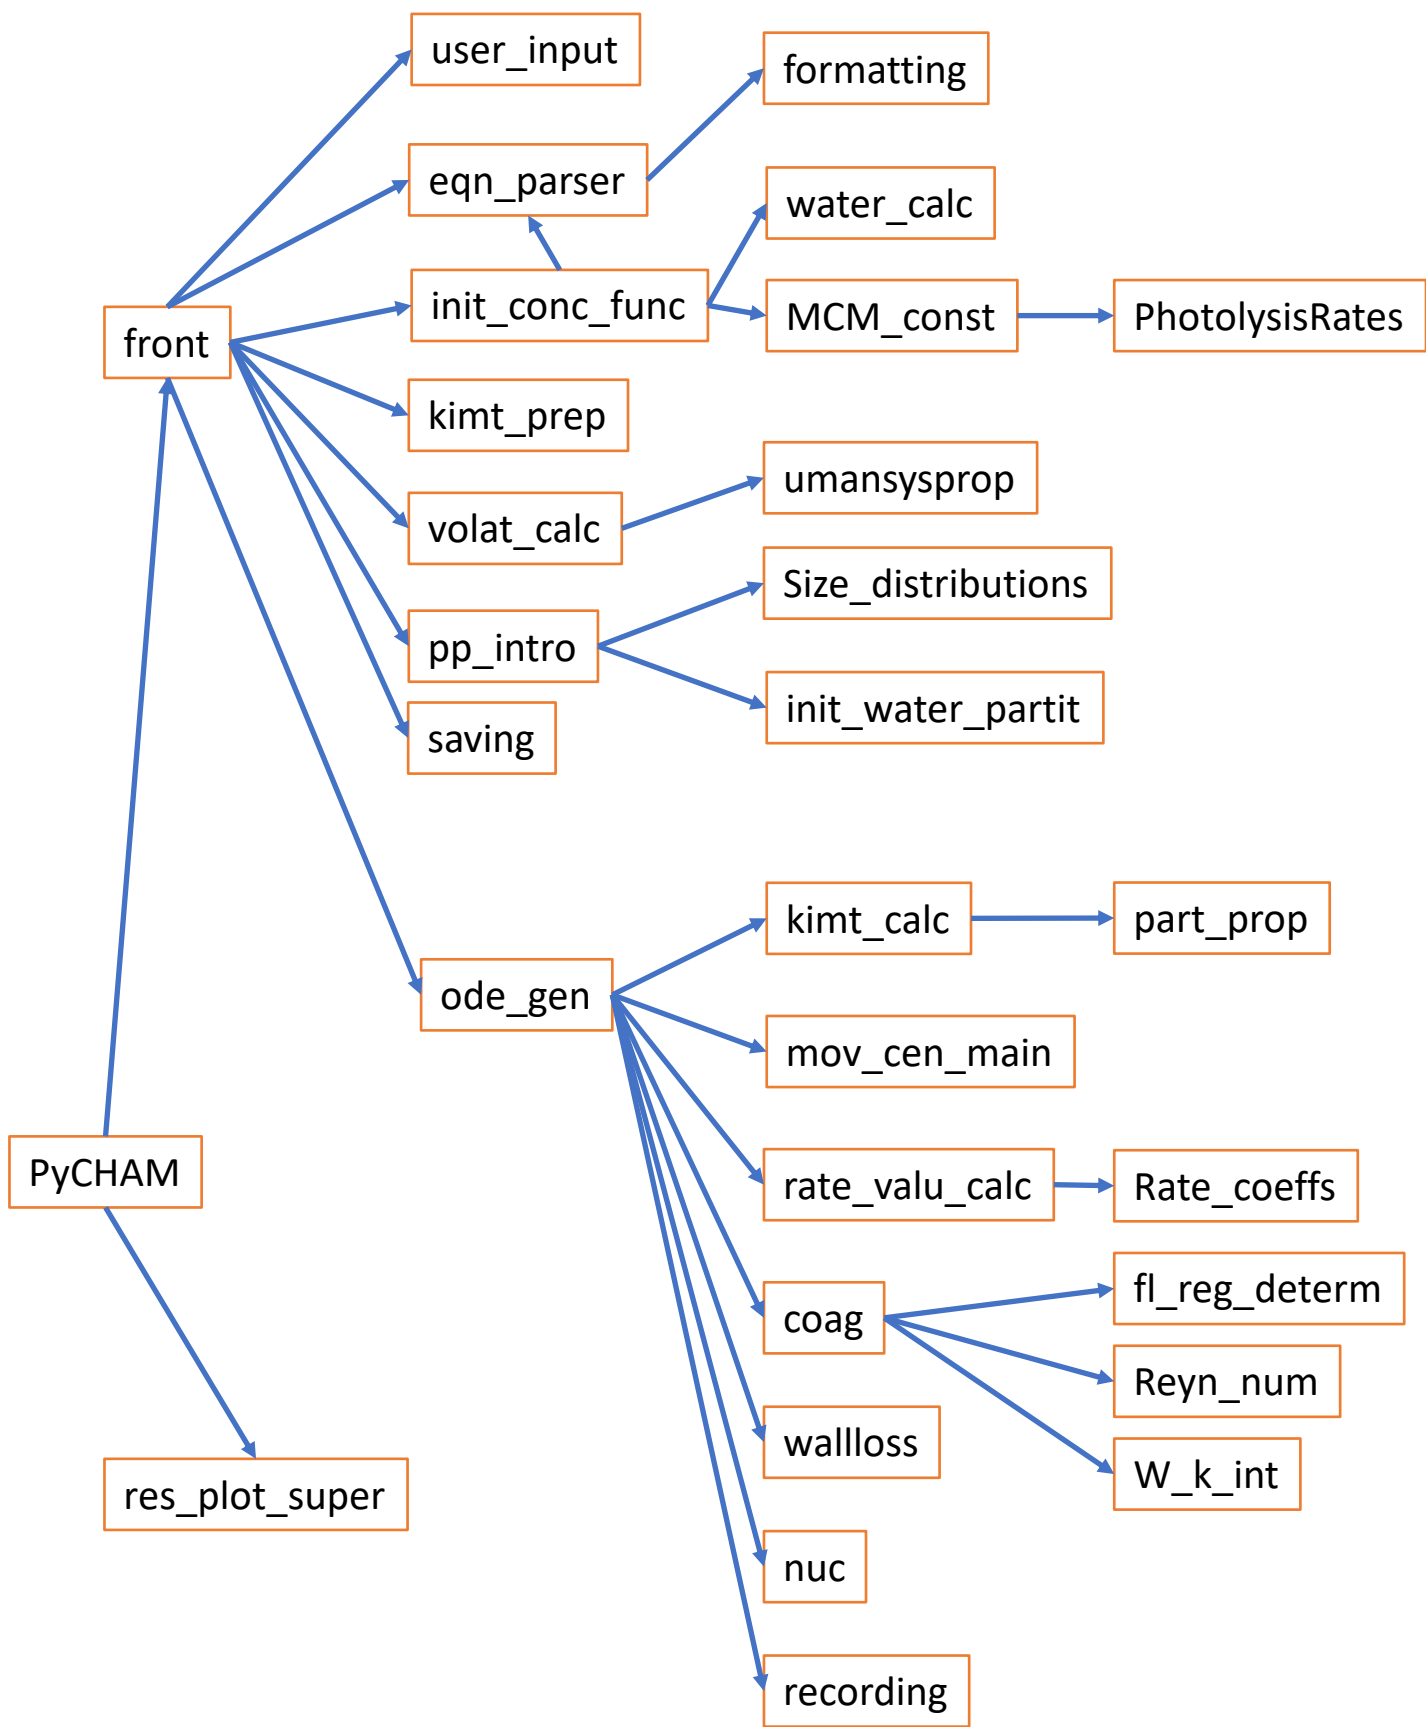 user_input
formatting
eqn_parser
water_calc
init_conc_func
MCM_const
PhotolysisRates
front
kimt_prep
umansysprop
volat_calc
Size_distributions
pp_intro
init_water_partit
saving
kimt_calc
part_prop
ode_gen
mov_cen_main
PyCHAM
rate_valu_calc
Rate_coeffs
fl_reg_determ
coag
Reyn_num
wallloss
W_k_int
res_plot_super
nuc
recording